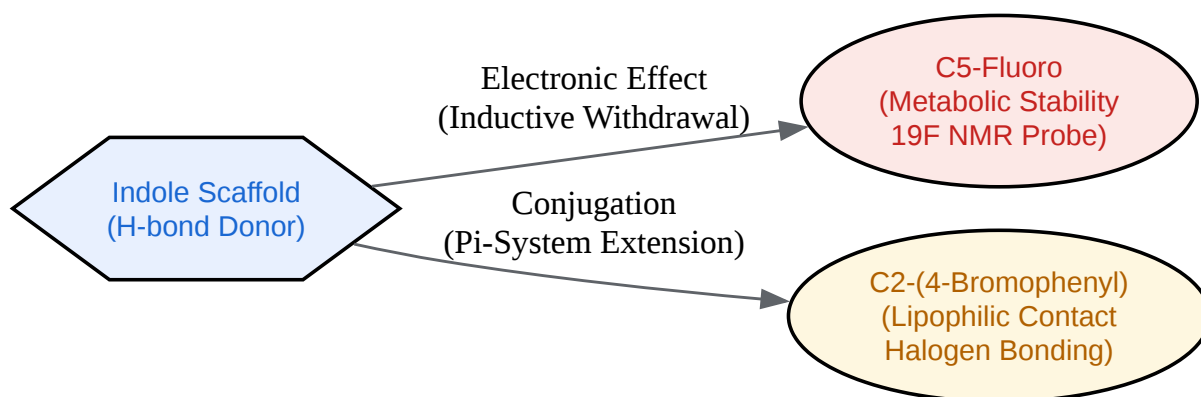 Indole Scaffold
(H-bond Donor)
Electronic Effect
(Inductive Withdrawal)
Conjugation
(Pi-System Extension)
C5-Fluoro
(Metabolic Stability
19F NMR Probe)
C2-(4-Bromophenyl)
(Lipophilic Contact
Halogen Bonding)